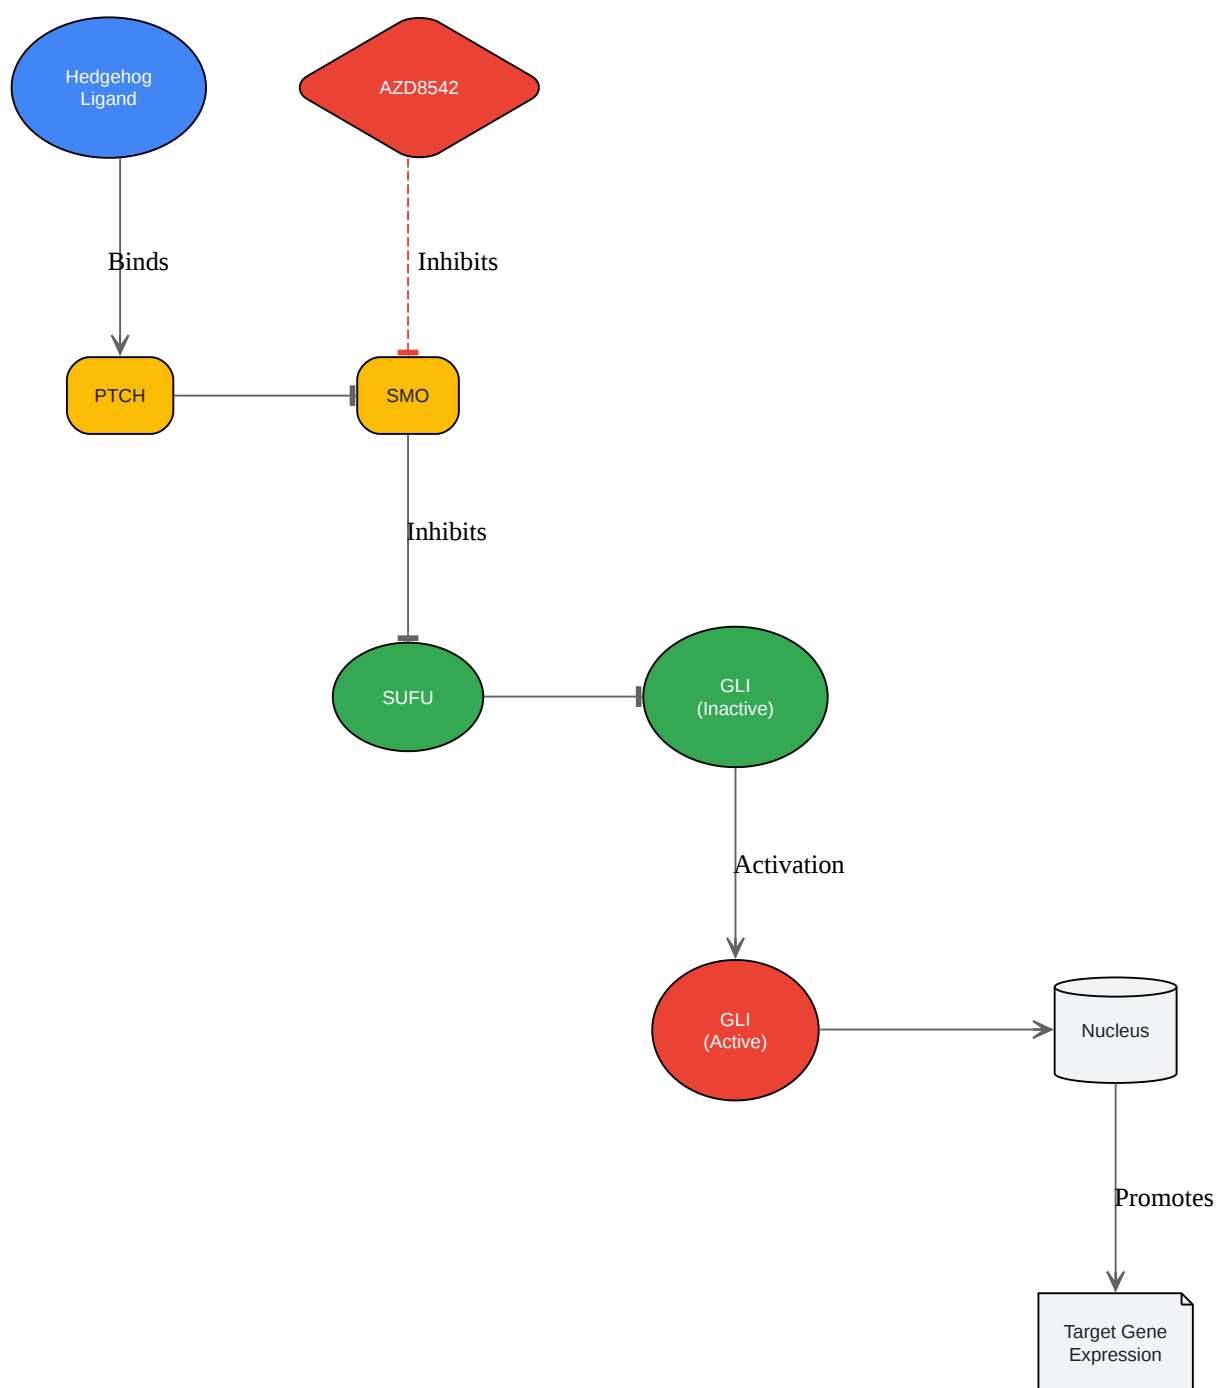 Hedgehog
Ligand
AZD8542
Binds
Inhibits
PTCH
SMO
Inhibits
SUFU
GLI
(Inactive)
Activation
GLI
(Active)
Nucleus
Promotes
Target Gene
Expression